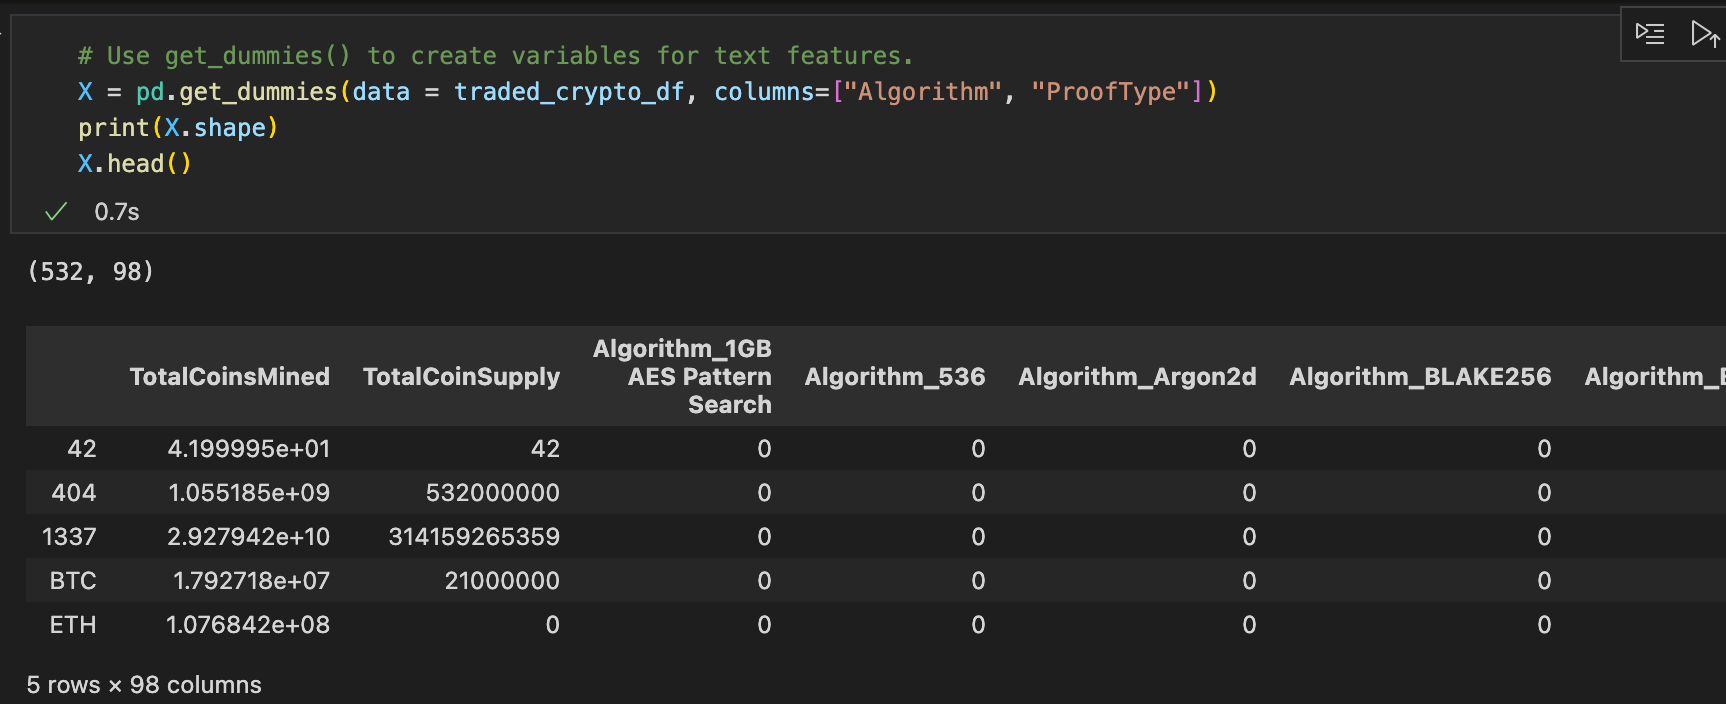 # Use get_dummies() to create variables for text features.
X = pd.get_dummies(data = traded_crypto_df, columns=["Algorithm", "ProofType"])
print(X.shape)
X.head()
0.7s
(532, 98)
TotalCoinsMined TotalCoinSupply Algorithm_1GB AES Pattern Search Algorithm_536 Algorithm_Argon2d Algorithm_BLAKE256 Algorithm_
42 4.199995e+01 42 0 0 0 0
404 1.055185e+09 532000000 0 0 0 0
1337 2.927942e+10 314159265359 0 0 0 0
BTC 1.792718e+07 21000000 0 0 0 0
ETH 1.076842e+08 0 0 0 0 0
5 rows × 98 columns